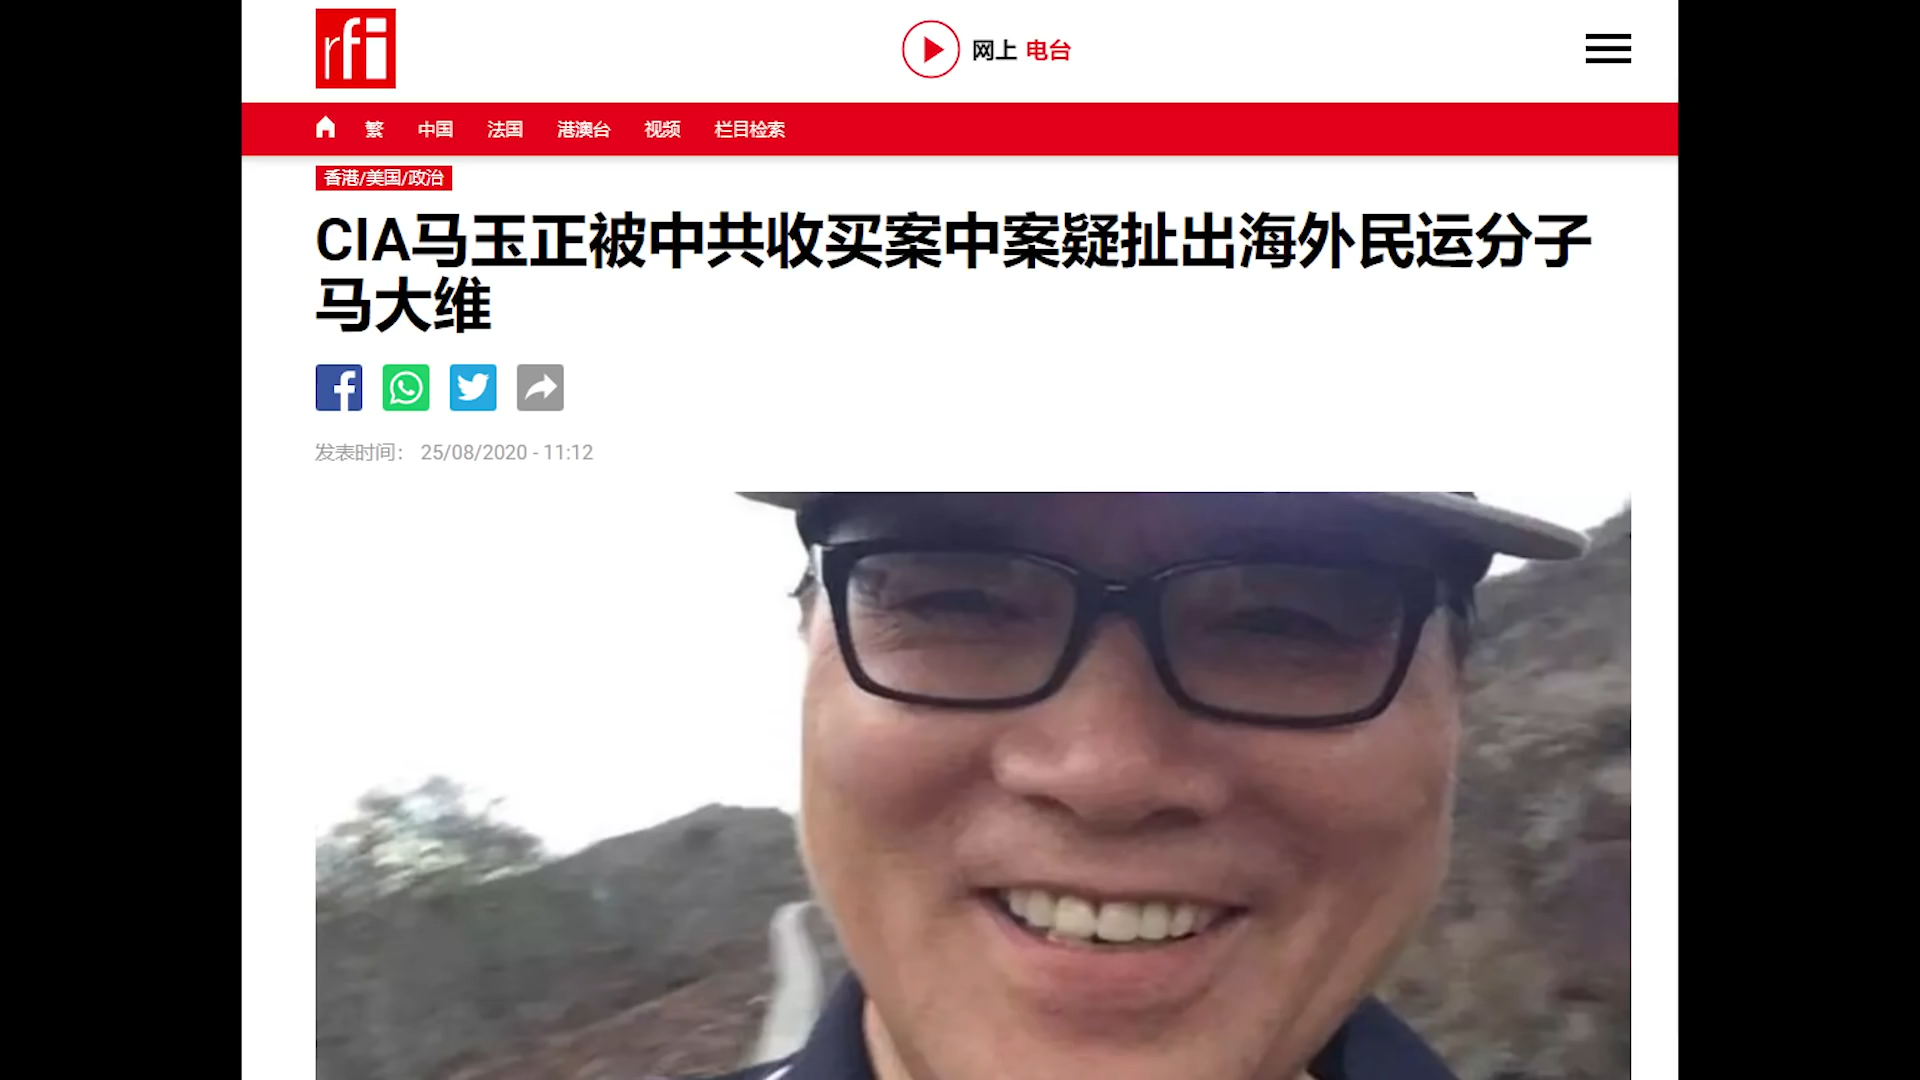 rfi
网上 电台
繁 中国 法国 港澳台 视频 栏目检索
香港/美国/政治
CIA马玉正被中共收买案中案疑扯出海外民运分子
马大维
发表时间： 25/08/2020 - 11:12